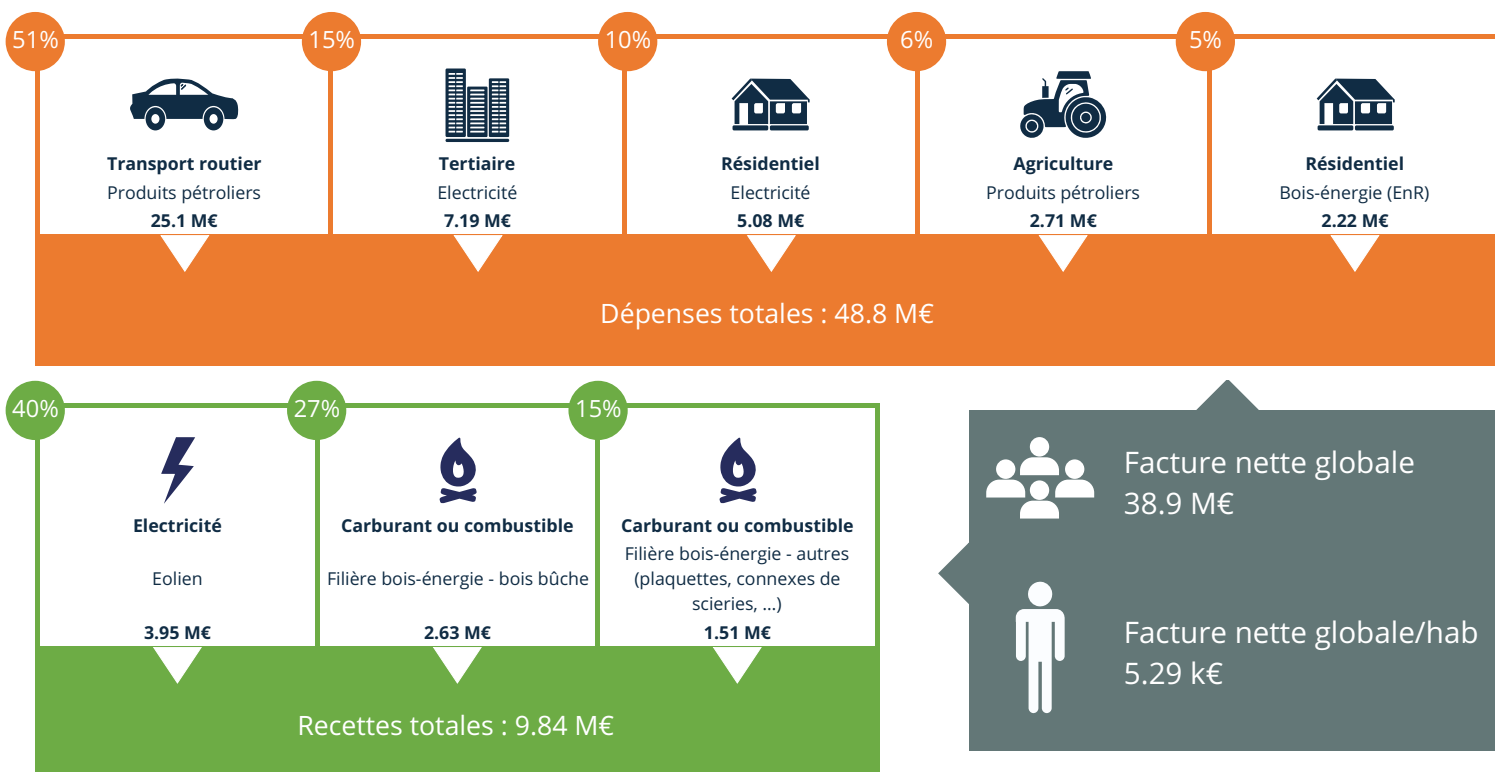 51%
15%
10%
6%
5%
Transport routier
Produits pétroliers
25.1 M€
Tertiaire
Electricité
7.19 M€
Résidentiel
Electricité
5.08 M€
Agriculture
Produits pétroliers
2.71 M€
Résidentiel
Bois-énergie (EnR)
2.22 M€
Dépenses totales : 48.8 M€
40%
27%
15%
Electricité
Eolien
3.95 M€
Carburant ou combustible
Filière bois-énergie - bois bûche
2.63 M€
Carburant ou combustible
Filière bois-énergie - autres
(plaquettes, connexes de
scieries, ...)
1.51 M€
Recettes totales : 9.84 M€
Facture nette globale
38.9 M€
Facture nette globale/hab
5.29 k€